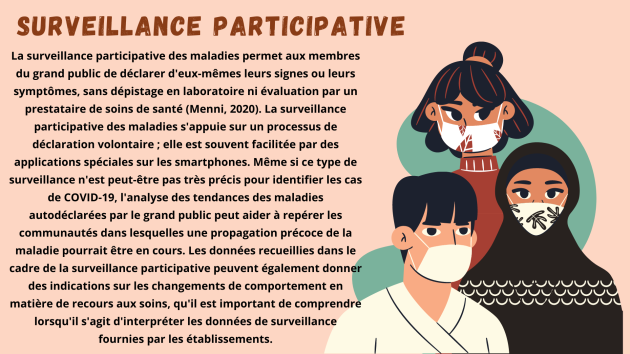 SURVEILLANCE PARTICIPATIVE
La surveillance participative des maladies permet aux membres
du grand public de déclarer d'eux-mêmes leurs signes ou leurs
symptômes, sans dépistage en laboratoire ni évaluation par un
prestataire de soins de santé (Menni, 2020). La surveillance
participative des maladies s'appuie sur un processus de
déclaration volontaire ; elle est souvent facilitée par des
applications spéciales sur les smartphones. Même si ce type de
surveillance n'est peut-être pas très précis pour identifier les cas
de COVID-19, l'analyse des tendances des maladies
autodéclarées par le grand public peut aider à repérer les
communautés dans lesquelles une propagation précoce de la
maladie pourrait être en cours. Les données recueillies dans le
cadre de la surveillance participative peuvent également donner
des indications sur les changements de comportement en
matière de recours aux soins, qu'il est important de comprendre
lorsqu'il s'agit d'interpréter les données de surveillance
fournies par les établissements.